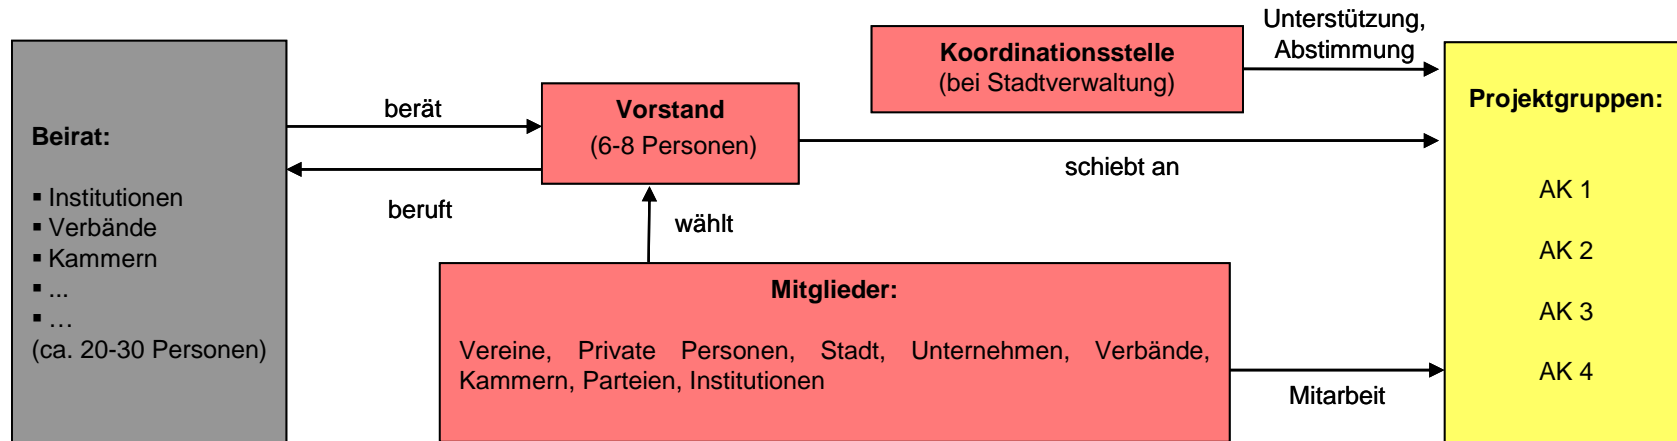 Beirat:
▪ Institutionen
▪ Verbände
▪ Kammern
▪ ...
▪ …
(ca. 20-30 Personen)
berät
beruft
Vorstand
(6-8 Personen)
wählt
Koordinationsstelle
(bei Stadtverwaltung)
Unterstützung,
Abstimmung
schiebt an
Mitglieder:
Vereine, Private Personen, Stadt, Unternehmen, Verbände,
Kammern, Parteien, Institutionen
Mitarbeit
Projektgruppen:
AK 1
AK 2
AK 3
AK 4